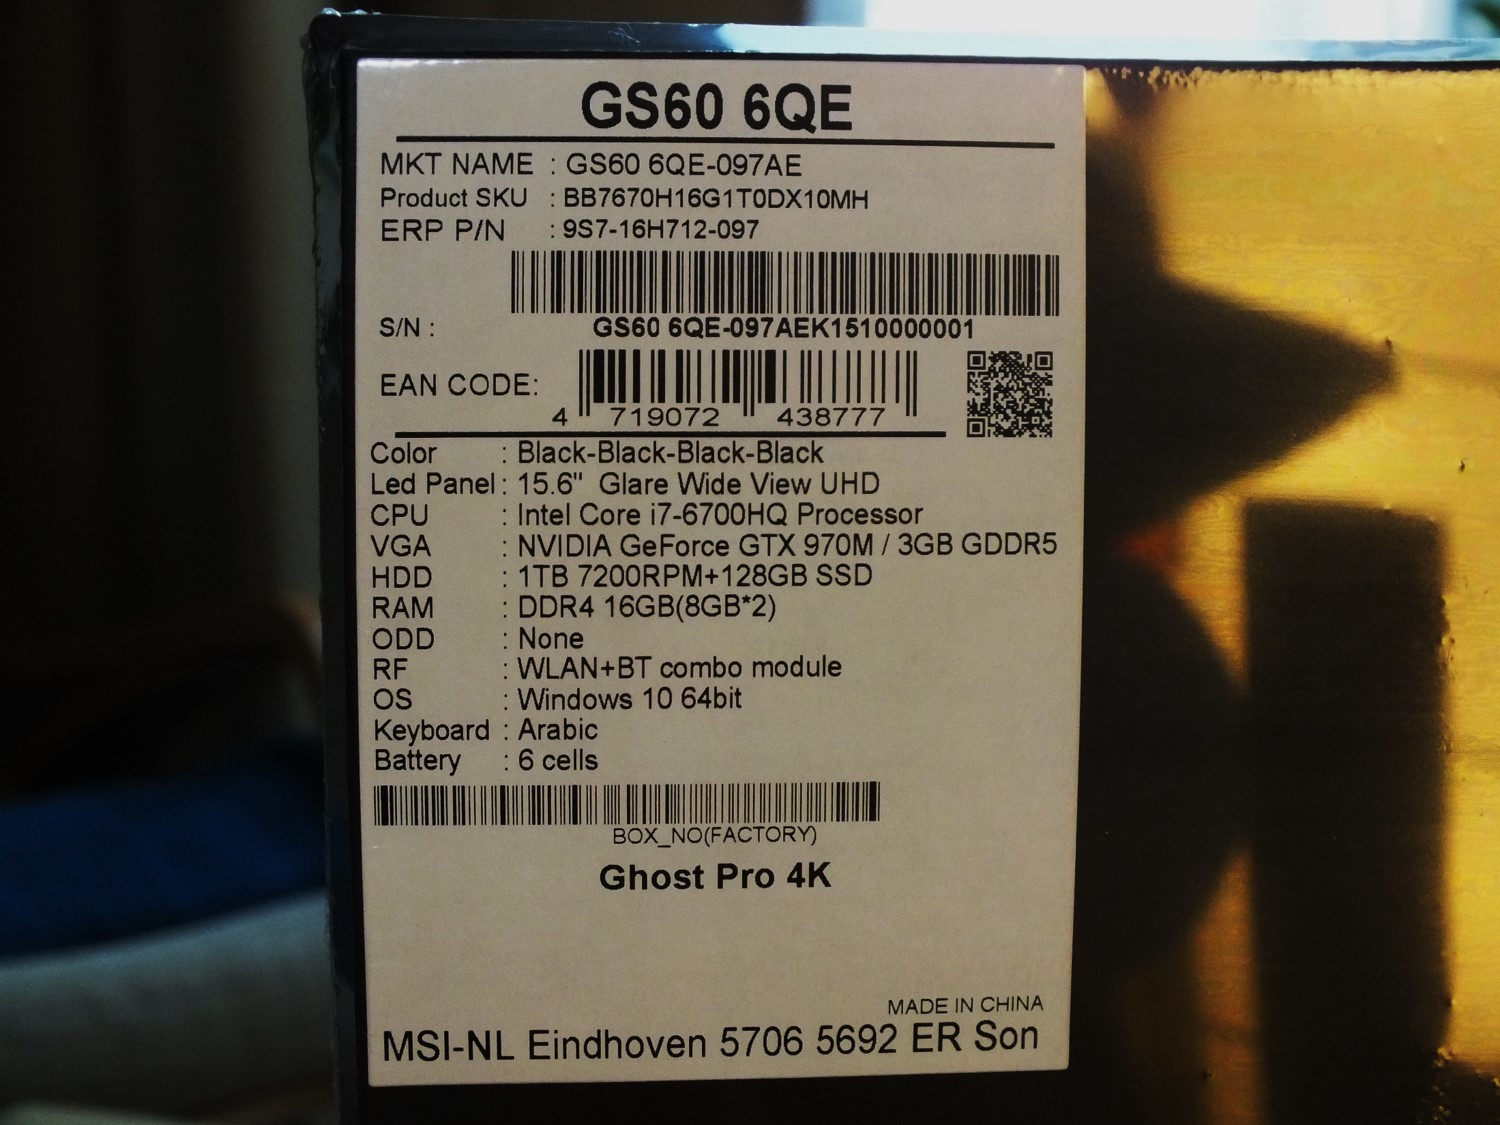 GS60 6QE
MKT NAME : GS60 6QE-097AE
Product SKU : BB7670H16G1T0DX10MH
ERP P/N : 9S7-16H712-097
S/N : GS60 6QE-097AEK1510000001
EAN CODE: 4 719072 438777
Color : Black-Black-Black-Black
Led Panel : 15.6" Glare Wide View UHD
CPU : Intel Core i7-6700HQ Processor
VGA : NVIDIA GeForce GTX 970M / 3GB GDDR5
HDD : 1TB 7200RPM+128GB SSD
RAM : DDR4 16GB(8GB*2)
ODD : None
RF : WLAN+BT combo module
OS : Windows 10 64bit
Keyboard : Arabic
Battery : 6 cells
BOX_NO(FACTORY)
Ghost Pro 4K
MADE IN CHINA
MSI-NL Eindhoven 5706 5692 ER Son